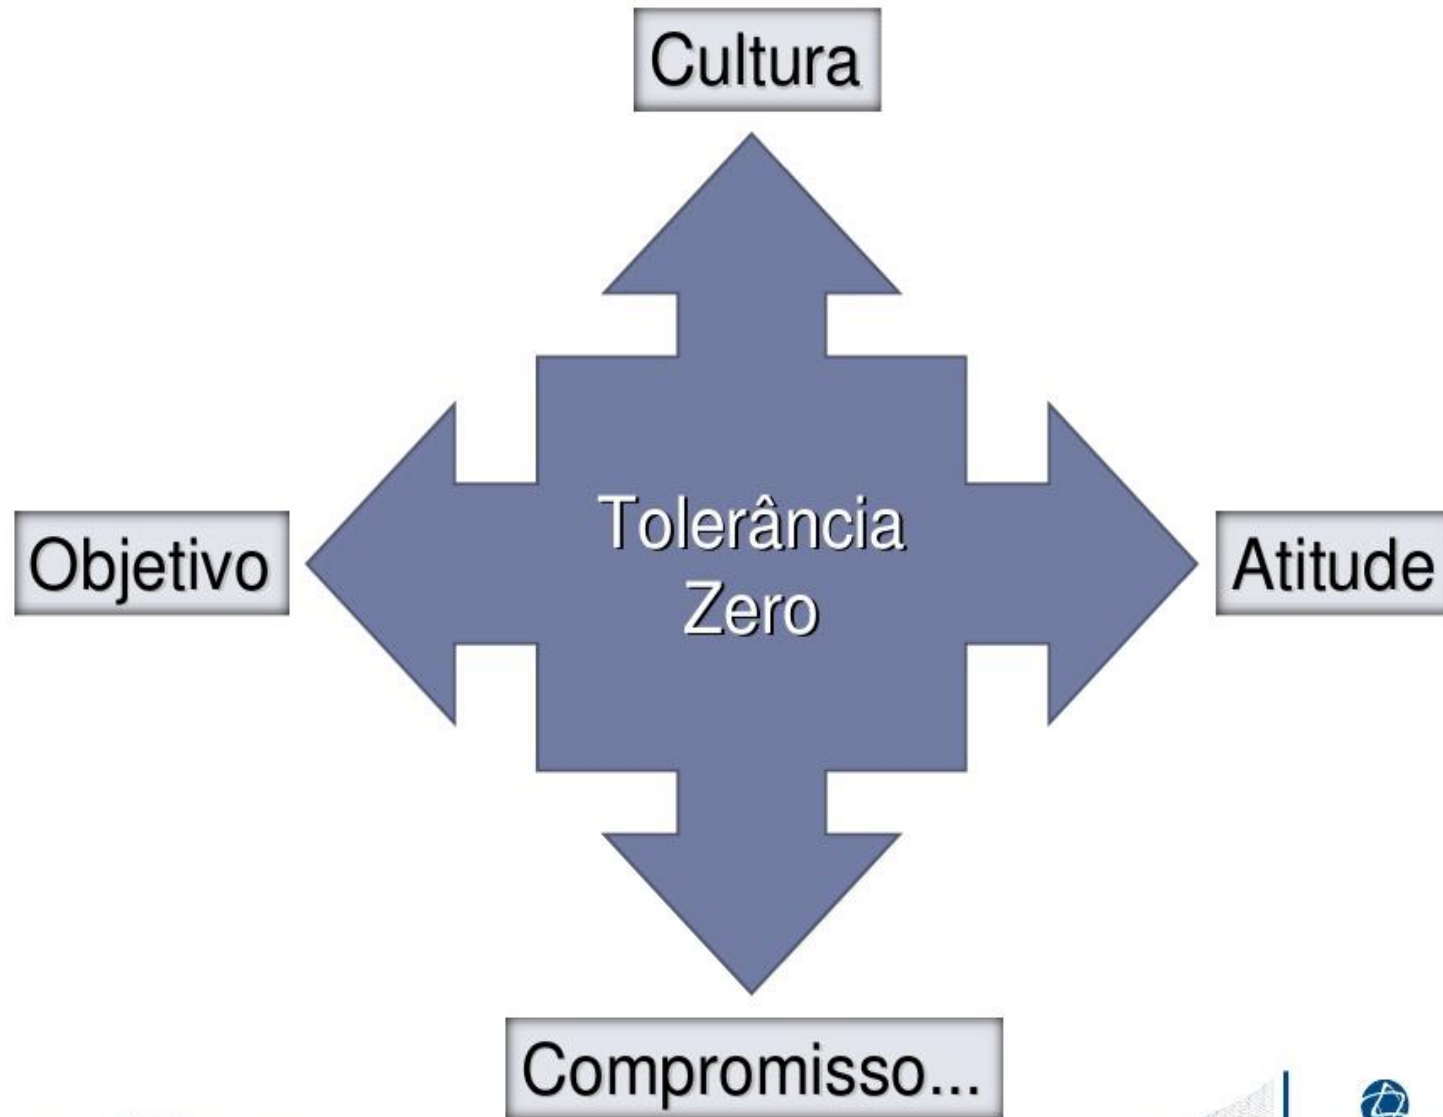 Cultura
Objetivo
Tolerância
Zero
Atitude
Compromisso...